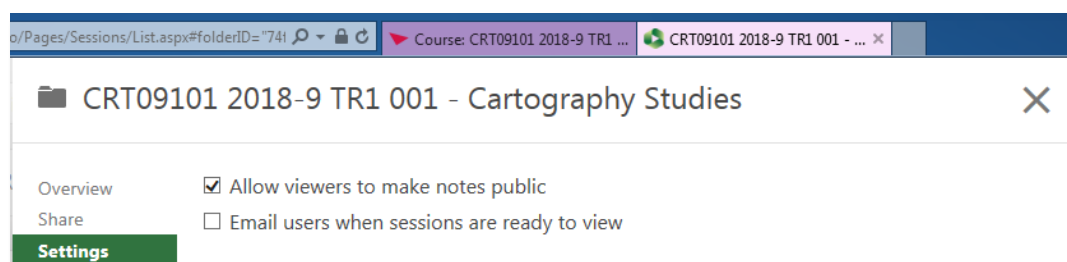 o/Pages/Sessions/List.aspx#folderID="74f
Course: CRT09101 2018-9 TR1 ...
CRT09101 2018-9 TR1 001 - ...
CRT09101 2018-9 TR1 001 - Cartography Studies
Overview
Allow viewers to make notes public
Share
Email users when sessions are ready to view
Settings